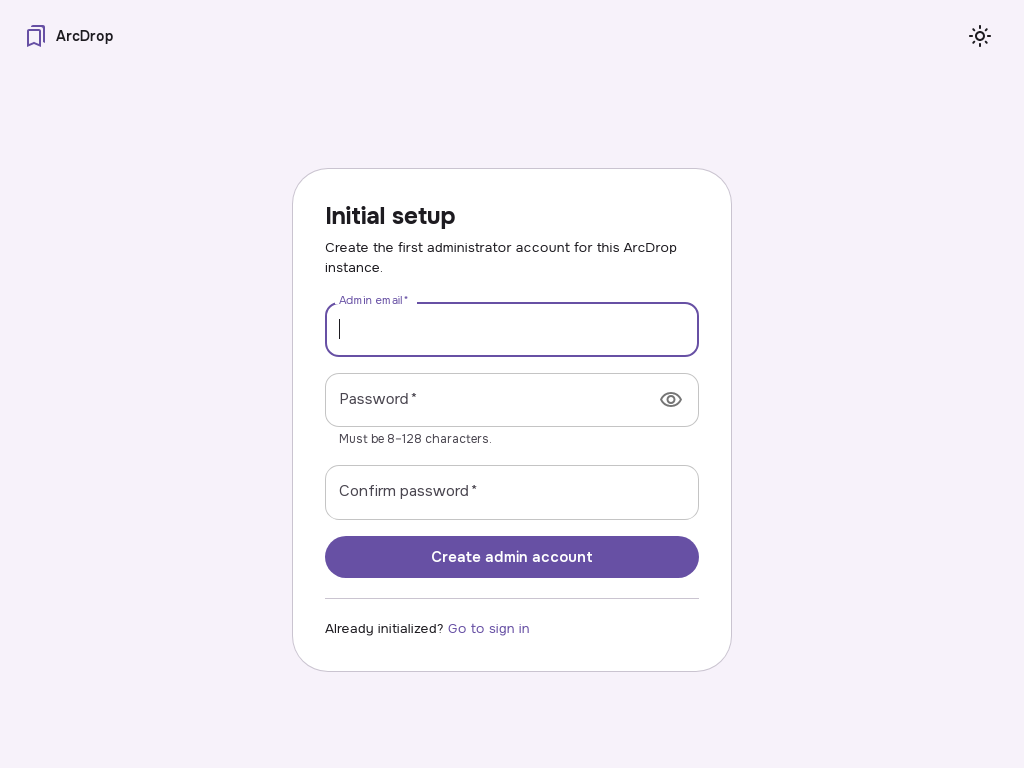 ArcDrop
Initial setup
Create the first administrator account for this ArcDrop
instance.
Admin email *
Password *
Must be 8–128 characters.
Confirm password *
Create admin account
Already initialized? Go to sign in